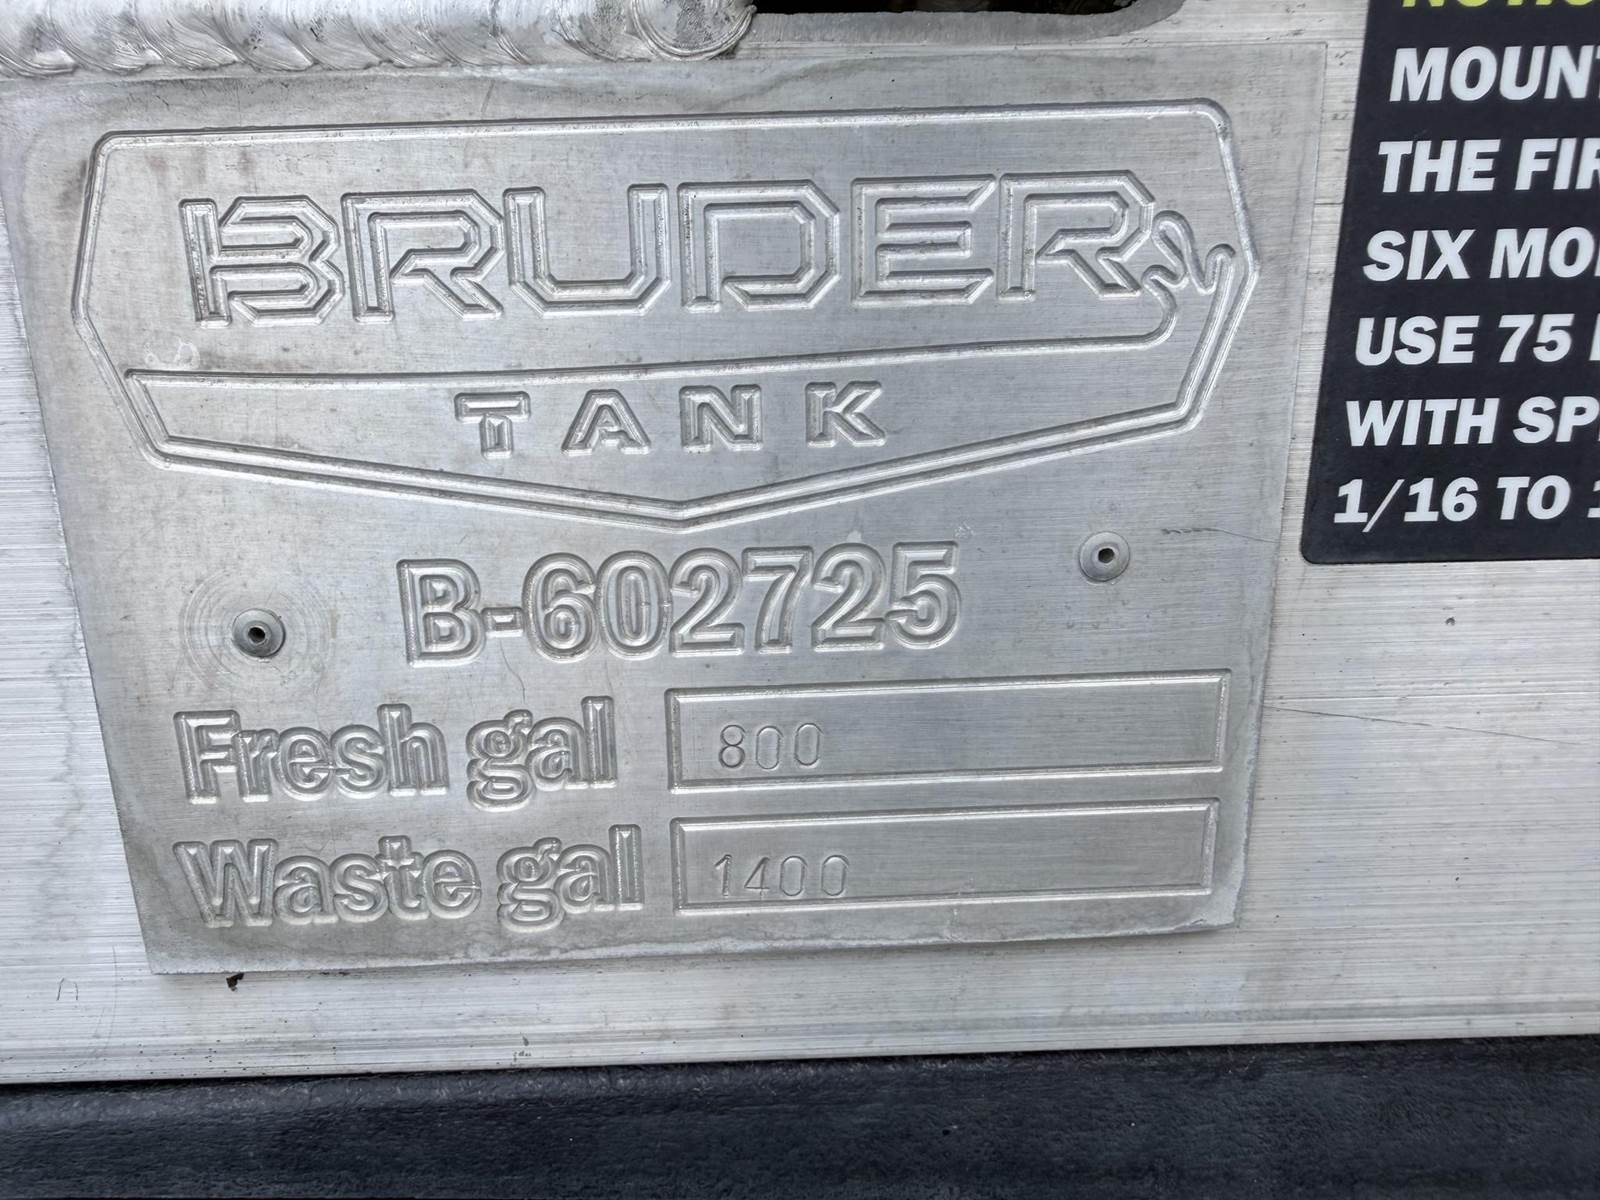 BRUDER
TANK
B-602725
Fresh gal 800
Waste gal 1400
MOUNT
THE FIR
SIX MO
USE 75
WITH SP
1/16 TO